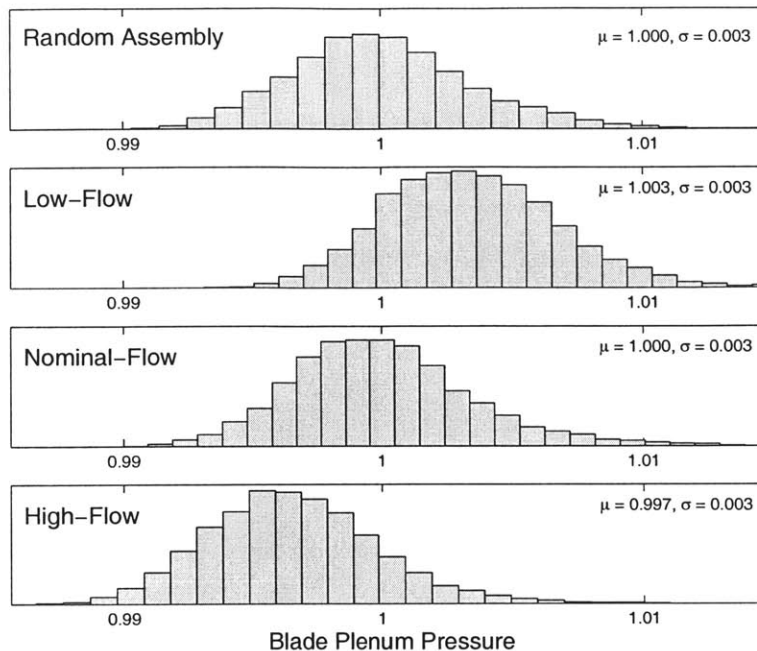 Random Assembly
μ = 1.000, σ = 0.003
0.99 1 1.01
Low−Flow
μ = 1.003, σ = 0.003
0.99 1 1.01
Nominal−Flow
μ = 1.000, σ = 0.003
0.99 1 1.01
High−Flow
μ = 0.997, σ = 0.003
0.99 1 1.01
Blade Plenum Pressure